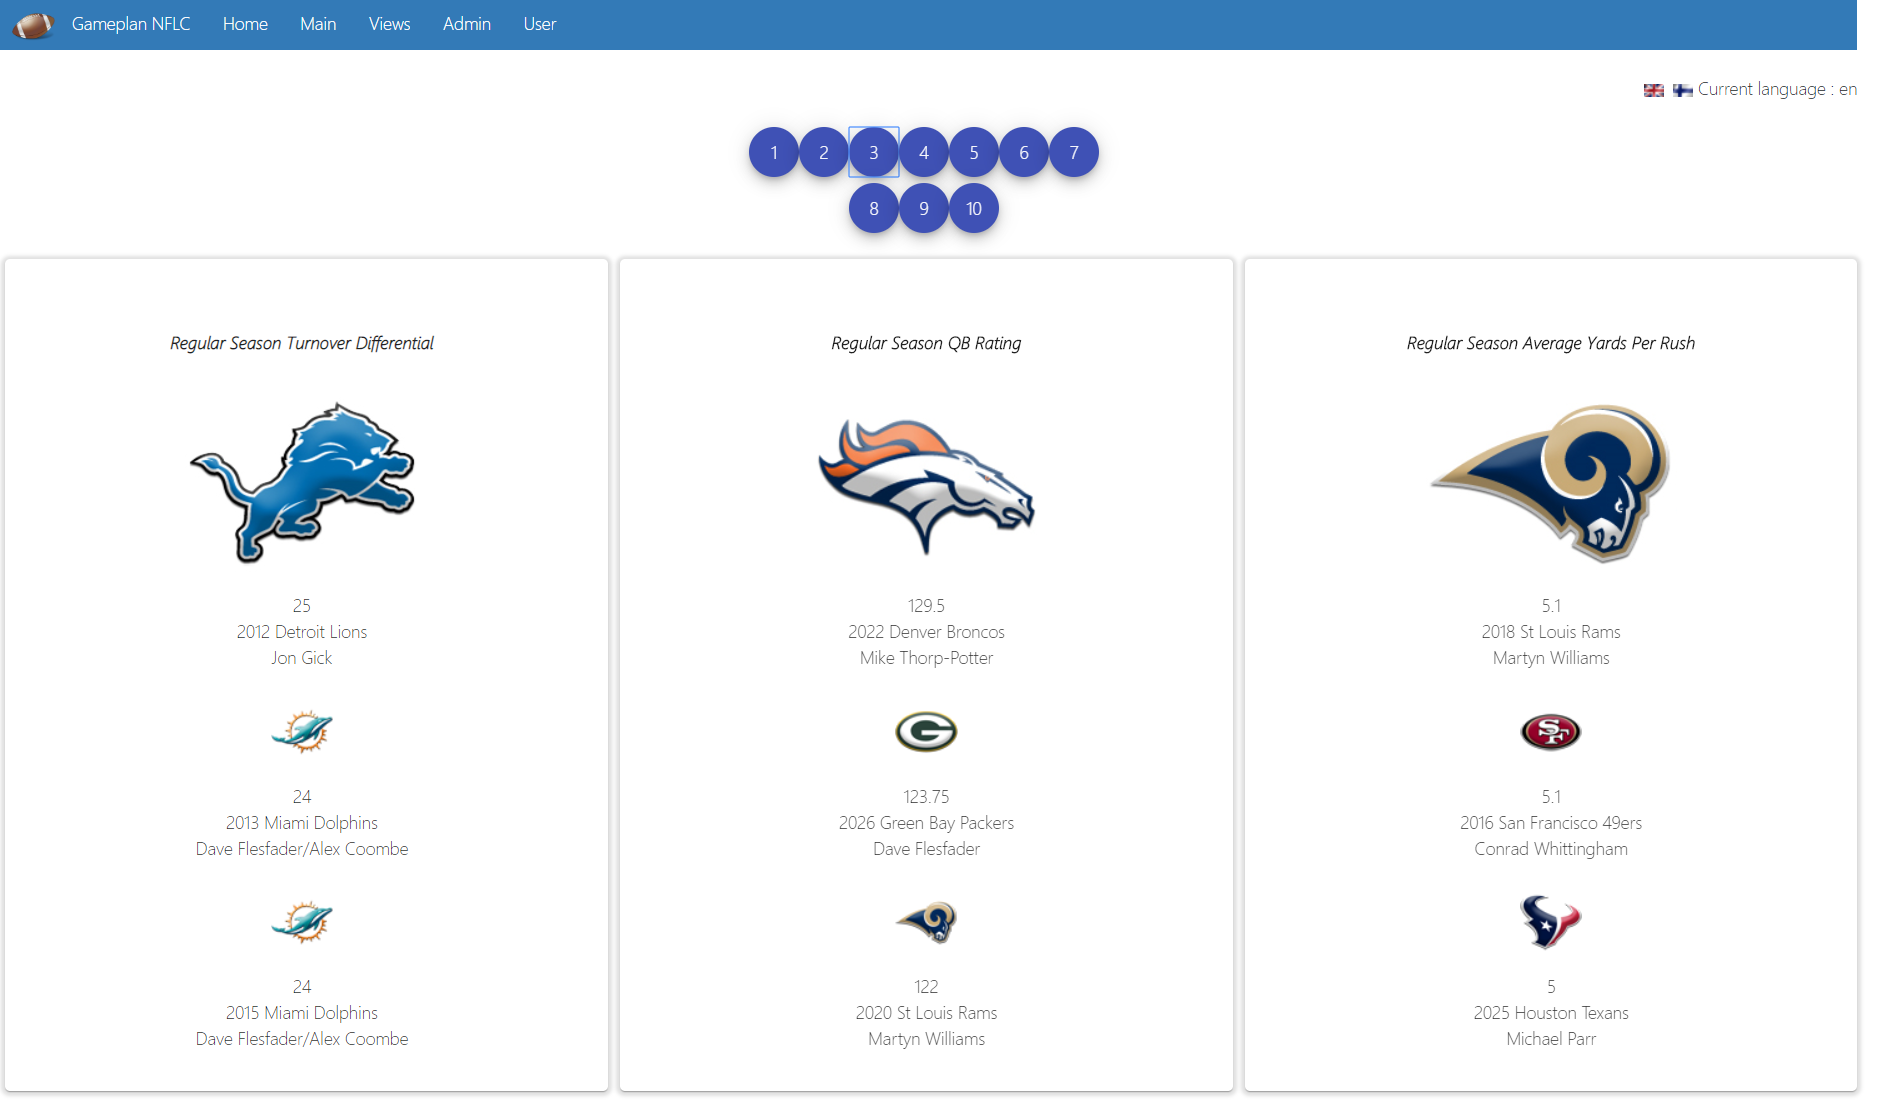 Gameplan NFLC Home Main Views Admin User
Current language : en
1 2 3 4 5 6 7
8 9 10
Regular Season Turnover Differential
25
2012 Detroit Lions
Jon Gick
24
2013 Miami Dolphins
Dave Flesfader/Alex Coombe
24
2015 Miami Dolphins
Dave Flesfader/Alex Coombe
Regular Season QB Rating
129.5
2022 Denver Broncos
Mike Thorp-Potter
G
123.75
2026 Green Bay Packers
Dave Flesfader
122
2020 St Louis Rams
Martyn Williams
Regular Season Average Yards Per Rush
5.1
2018 St Louis Rams
Martyn Williams
SF
5.1
2016 San Francisco 49ers
Conrad Whittingham
5
2025 Houston Texans
Michael Parr